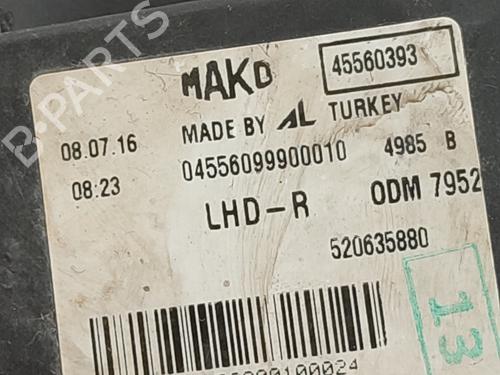 MAKO 45560393
08.07.16 MADE BY AL TURKEY
08:23 04556099900010 4985 B
LHD-R ODM 7952
520635880
13
B-PARTS